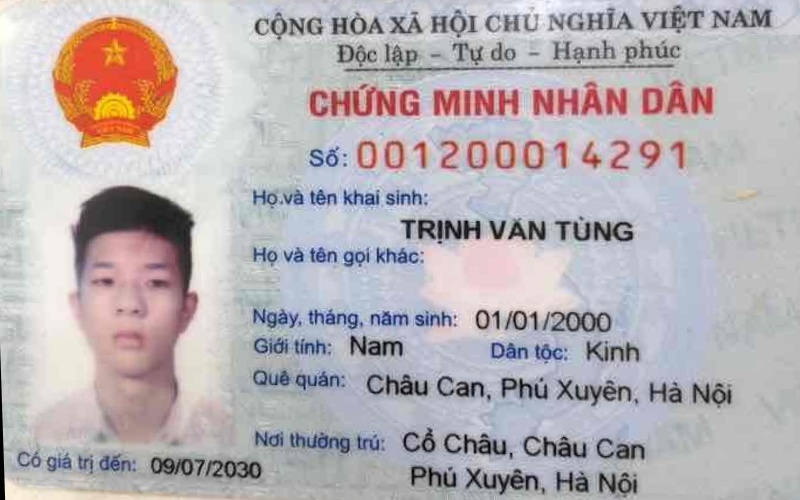 CỘNG HÒA XÃ HỘI CHỦ NGHĨA VIỆT NAM
Độc lập - Tự do - Hạnh phúc
CHỨNG MINH NHÂN DÂN
Số: 001200014291
Họ và tên khai sinh:
TRỊNH VĂN TÙNG
Họ và tên gọi khác:
Ngày, tháng, năm sinh: 01/01/2000
Giới tính: Nam Dân tộc: Kinh
Quê quán: Châu Can, Phú Xuyên, Hà Nội
Nơi thường trú: Cổ Châu, Châu Can
Phú Xuyên, Hà Nội
Có giá trị đến: 09/07/2030